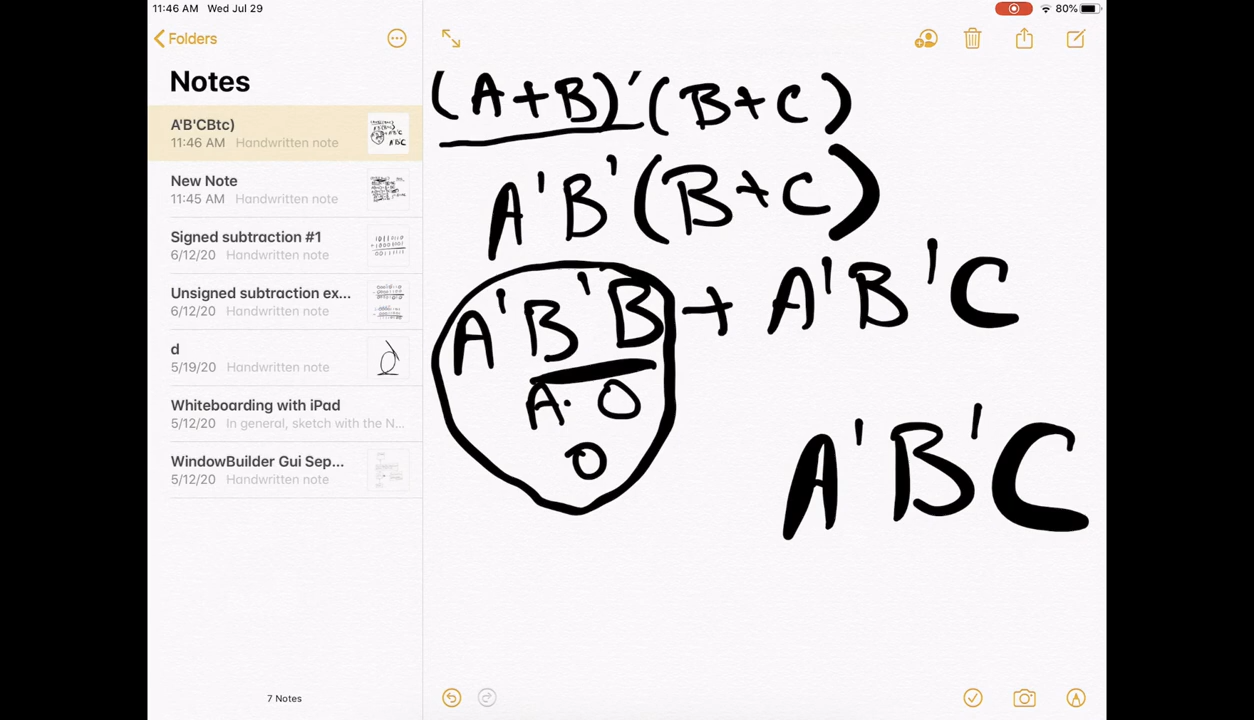 11:46 AM Wed Jul 29
80%
Folders
Notes
A'B'CBtc)
11:46 AM Handwritten note
New Note
11:45 AM Handwritten note
Signed subtraction #1
6/12/20 Handwritten note
Unsigned subtraction ex...
6/12/20 Handwritten note
d
5/19/20 Handwritten note
Whiteboarding with iPad
5/12/20 In general, sketch with the N...
WindowBuilder Gui Sep...
5/12/20 Handwritten note
7 Notes
(A+B)'(B+C)
A'B'(B+C)
A'B'B + A'B'C
A·0
0
A'B'C